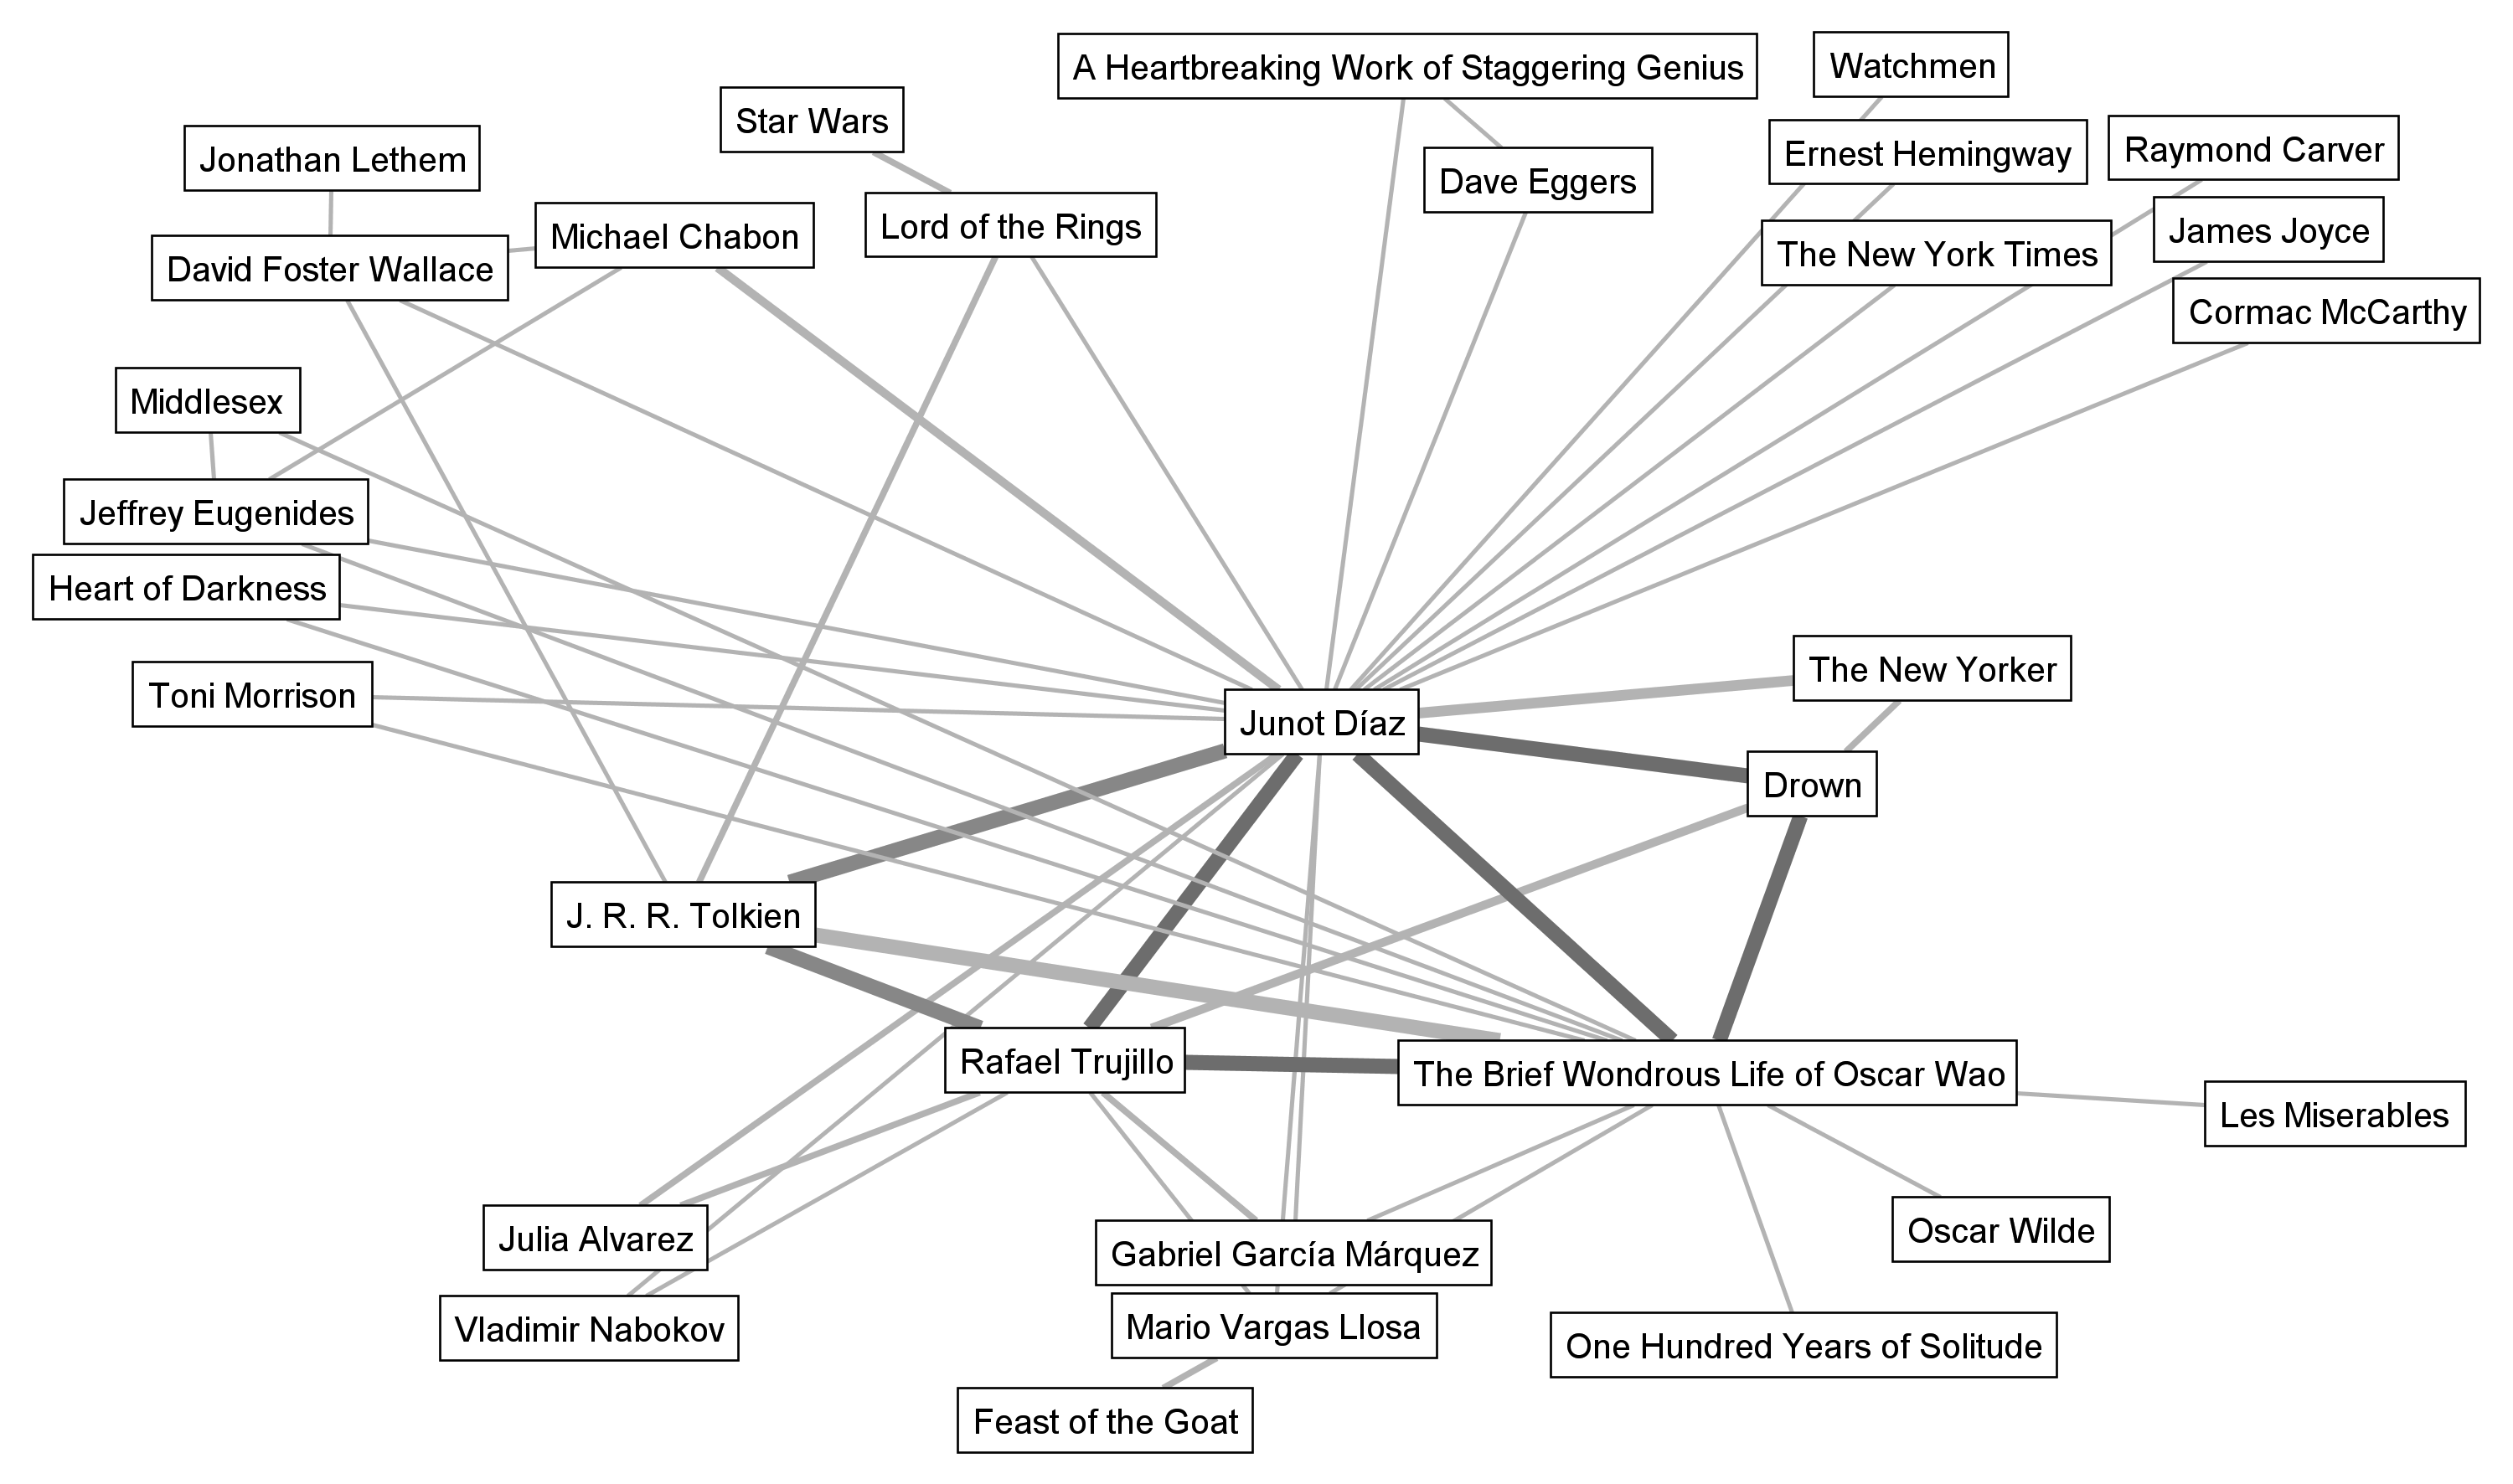 A Heartbreaking Work of Staggering Genius
Watchmen
Star Wars
Ernest Hemingway
Raymond Carver
Jonathan Lethem
Dave Eggers
Michael Chabon
Lord of the Rings
James Joyce
David Foster Wallace
The New York Times
Cormac McCarthy
Middlesex
Jeffrey Eugenides
Heart of Darkness
Toni Morrison
The New Yorker
Junot Díaz
Drown
J. R. R. Tolkien
Rafael Trujillo
The Brief Wondrous Life of Oscar Wao
Les Miserables
Julia Alvarez
Oscar Wilde
Gabriel García Márquez
Vladimir Nabokov
Mario Vargas Llosa
One Hundred Years of Solitude
Feast of the Goat